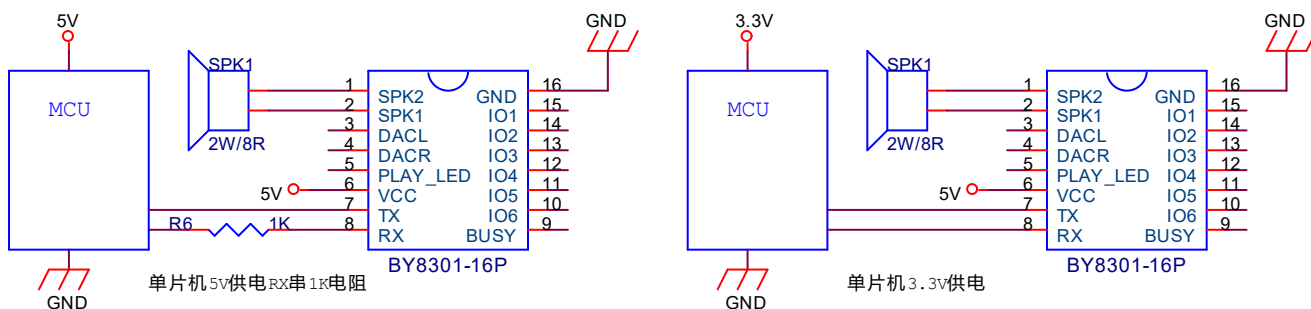 5V
GND
SPK1
MCU
2W/8R
1 SPK2
2 SPK1
3 DACL
4 DACR
5 PLAY_LED
5V 6 VCC
7 TX
R6 1K 8 RX
GND 16
IO1 15
IO2 14
IO3 13
IO4 12
IO5 11
IO6 10
BUSY 9
BY8301-16P
GND
单片机5V供电RX串1K电阻
3.3V
GND
SPK1
MCU
2W/8R
1 SPK2
2 SPK1
3 DACL
4 DACR
5 PLAY_LED
5V 6 VCC
7 TX
8 RX
GND 16
IO1 15
IO2 14
IO3 13
IO4 12
IO5 11
IO6 10
BUSY 9
BY8301-16P
GND
单片机3.3V供电